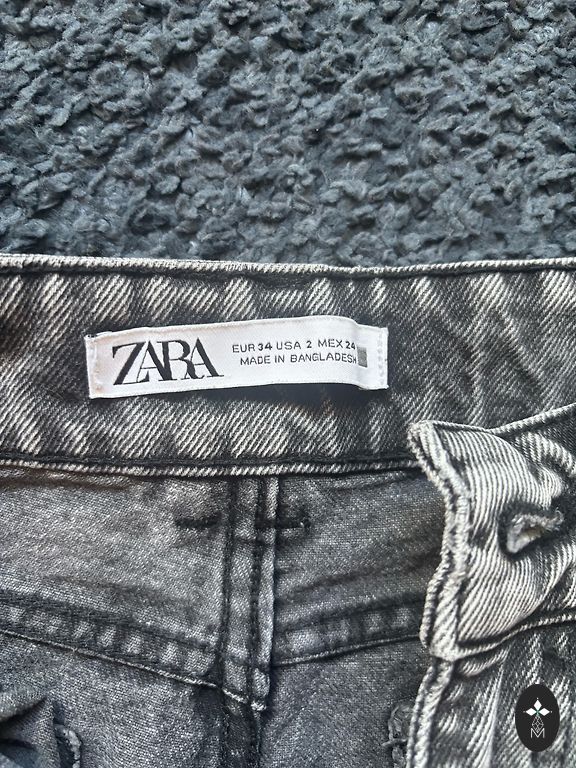 ZARA
EUR 34 USA 2 MEX 24
MADE IN BANGLADESH
M